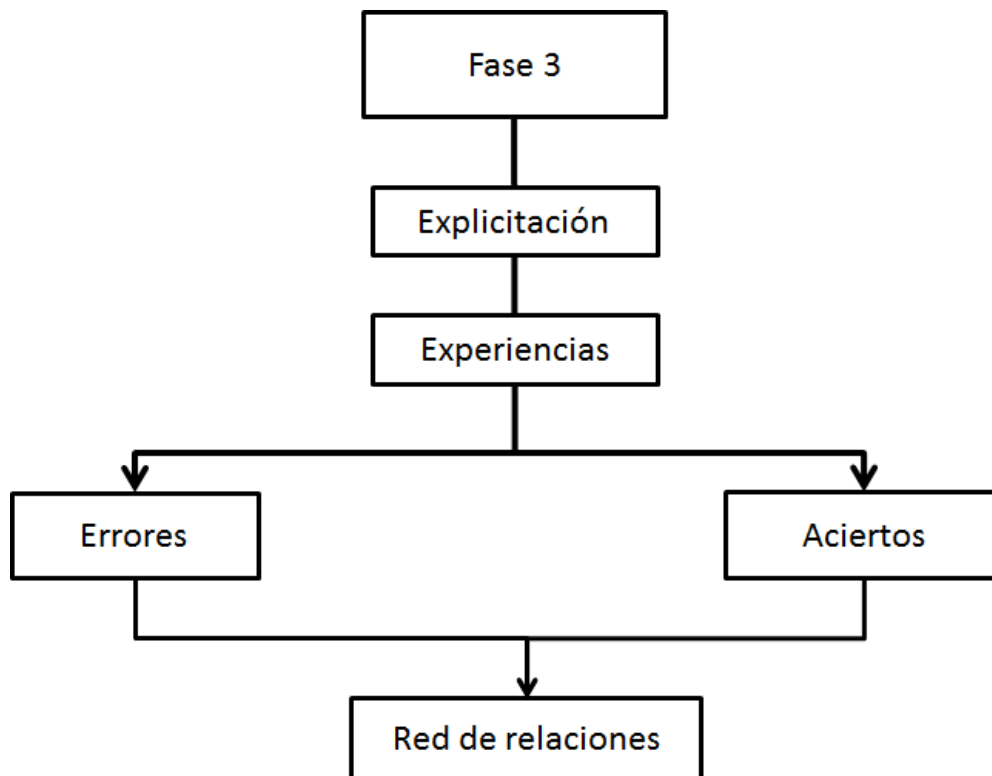 Fase 3
Explicitación
Experiencias
Errores
Aciertos
Red de relaciones